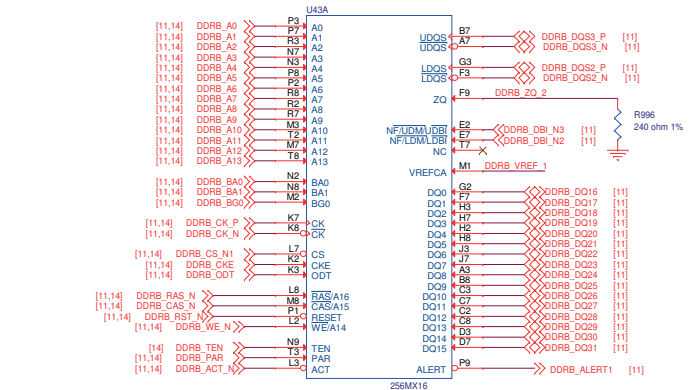 U43A
[11,14] DDRB_A0 P3 A0
[11,14] DDRB_A1 P7 A1
[11,14] DDRB_A2 R3 A2
[11,14] DDRB_A3 N7 A3
[11,14] DDRB_A4 N3 A4
[11,14] DDRB_A5 P8 A5
[11,14] DDRB_A6 P2 A6
[11,14] DDRB_A7 R8 A7
[11,14] DDRB_A8 R2 A8
[11,14] DDRB_A9 R7 A9
[11,14] DDRB_A10 M3 A10
[11,14] DDRB_A11 T2 A11
[11,14] DDRB_A12 M7 A12
[11,14] DDRB_A13 T8 A13
[11,14] DDRB_BA0 N2 BA0
[11,14] DDRB_BA1 N8 BA1
[11,14] DDRB_BG0 M2 BG0
[11,14] DDRB_CK_P K7 CK
[11,14] DDRB_CK_N K8 CK
[11,14] DDRB_CS_N1 L7 CS
[11,14] DDRB_CKE K2 CKE
[11,14] DDRB_ODT K3 ODT
[11,14] DDRB_RAS_N L8 RAS/A16
[11,14] DDRB_CAS_N M8 CAS/A15
[11,14] DDRB_RST_N P1 RESET
[11,14] DDRB_WE_N L2 WE/A14
[14] DDRB_TEN N9 TEN
[11,14] DDRB_PAR T3 PAR
[11,14] DDRB_ACT_N L3 ACT
UDQS B7 DDRB_DQS3_P [11]
UDQS A7 DDRB_DQS3_N [11]
LDQS G3 DDRB_DQS2_P [11]
LDQS F3 DDRB_DQS2_N [11]
ZQ F9 DDRB_ZQ_2
R996
240 ohm 1%
NF/UDM/UDBI E2 DDRB_DBI_N3 [11]
NF/LDM/LDBI E7 DDRB_DBI_N2 [11]
NC T7
VREFCA M1 DDRB_VREF_1
DQ0 G2 DDRB_DQ16 [11]
DQ1 F7 DDRB_DQ17 [11]
DQ2 H3 DDRB_DQ18 [11]
DQ3 H7 DDRB_DQ19 [11]
DQ4 H2 DDRB_DQ20 [11]
DQ5 H8 DDRB_DQ21 [11]
DQ6 J3 DDRB_DQ22 [11]
DQ7 J7 DDRB_DQ23 [11]
DQ8 A3 DDRB_DQ24 [11]
DQ9 B8 DDRB_DQ25 [11]
DQ10 C3 DDRB_DQ26 [11]
DQ11 C7 DDRB_DQ27 [11]
DQ12 C2 DDRB_DQ28 [11]
DQ13 C8 DDRB_DQ29 [11]
DQ14 D3 DDRB_DQ30 [11]
DQ15 D7 DDRB_DQ31 [11]
ALERT P9 DDRB_ALERT1 [11]
256MX16